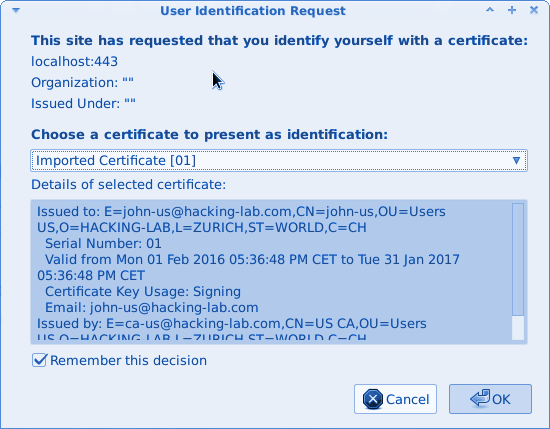 User Identification Request
This site has requested that you identify yourself with a certificate:
localhost:443
Organization: ""
Issued Under: ""
Choose a certificate to present as identification:
Imported Certificate [01]
Details of selected certificate:
Issued to: E=john-us@hacking-lab.com,CN=john-us,OU=Users
US,O=HACKING-LAB,L=ZURICH,ST=WORLD,C=CH
Serial Number: 01
Valid from Mon 01 Feb 2016 05:36:48 PM CET to Tue 31 Jan 2017
05:36:48 PM CET
Certificate Key Usage: Signing
Email: john-us@hacking-lab.com
Issued by: E=ca-us@hacking-lab.com,CN=US CA,OU=Users
US,O=HACKING-LAB,L=ZURICH,ST=WORLD,C=CH
Remember this decision
Cancel
OK